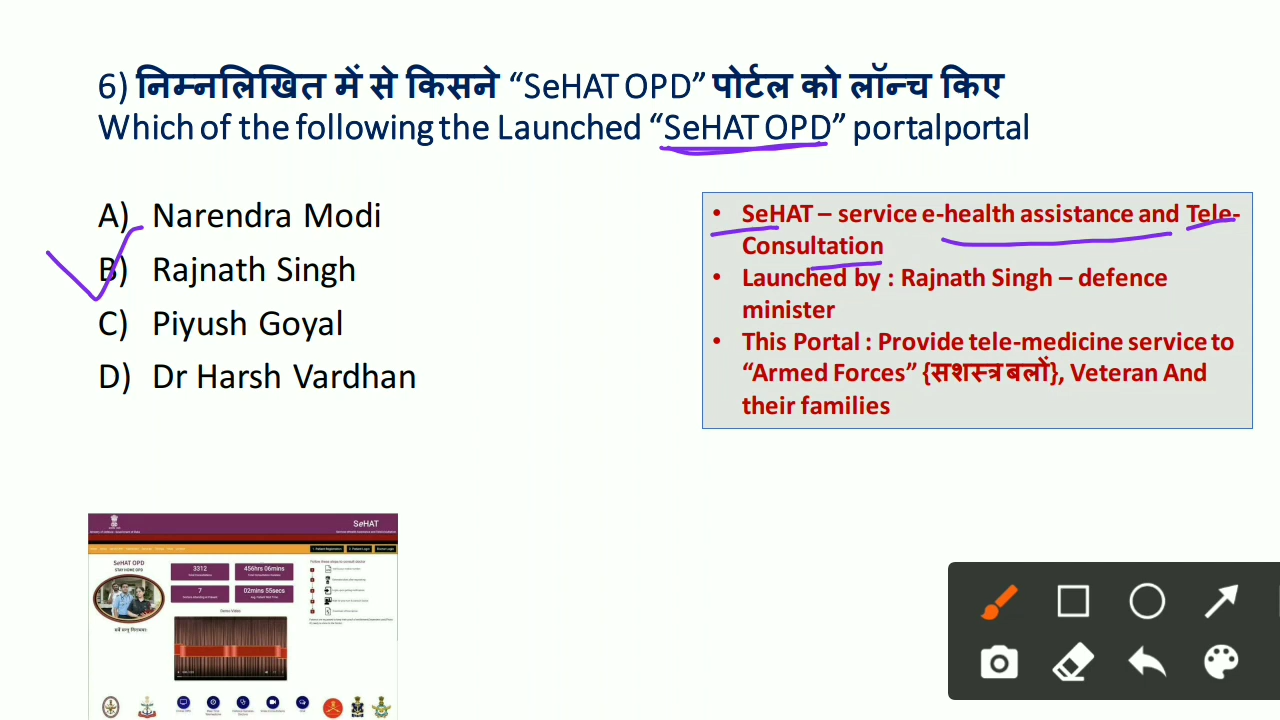 6) निम्नलिखित में से किसने “SeHAT OPD” पोर्टल को लॉन्च किए
Which of the following the Launched “SeHAT OPD” portalportal
A) Narendra Modi
B) Rajnath Singh
C) Piyush Goyal
D) Dr Harsh Vardhan
• SeHAT – service e-health assistance and Tele-
Consultation
• Launched by : Rajnath Singh – defence
minister
• This Portal : Provide tele-medicine service to
“Armed Forces” {सशस्त्र बलों}, Veteran And
their families
SeHAT
SeHAT OPD
STAY HOME OPD
3312
456hrs 06mins
7
02mins 55secs